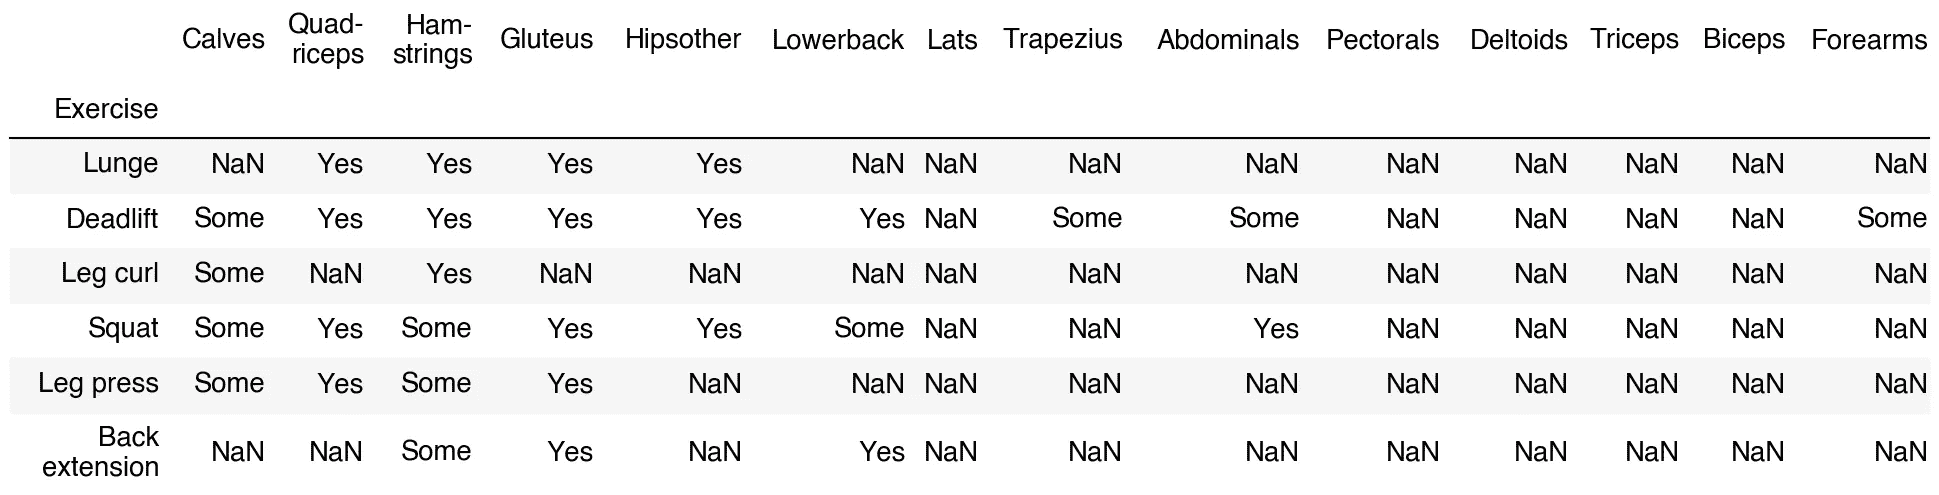 Calves Quad-riceps Ham-strings Gluteus Hipsother Lowerback Lats Trapezius Abdominals Pectorals Deltoids Triceps Biceps Forearms
Exercise
Lunge NaN Yes Yes Yes Yes NaN NaN NaN NaN NaN NaN NaN NaN NaN
Deadlift Some Yes Yes Yes Yes Yes NaN Some Some NaN NaN NaN NaN Some
Leg curl Some NaN Yes NaN NaN NaN NaN NaN NaN NaN NaN NaN NaN NaN
Squat Some Yes Some Yes Yes Some NaN NaN Yes NaN NaN NaN NaN NaN
Leg press Some Yes Some Yes NaN NaN NaN NaN NaN NaN NaN NaN NaN NaN
Back
extension NaN NaN Some Yes NaN Yes NaN NaN NaN NaN NaN NaN NaN NaN